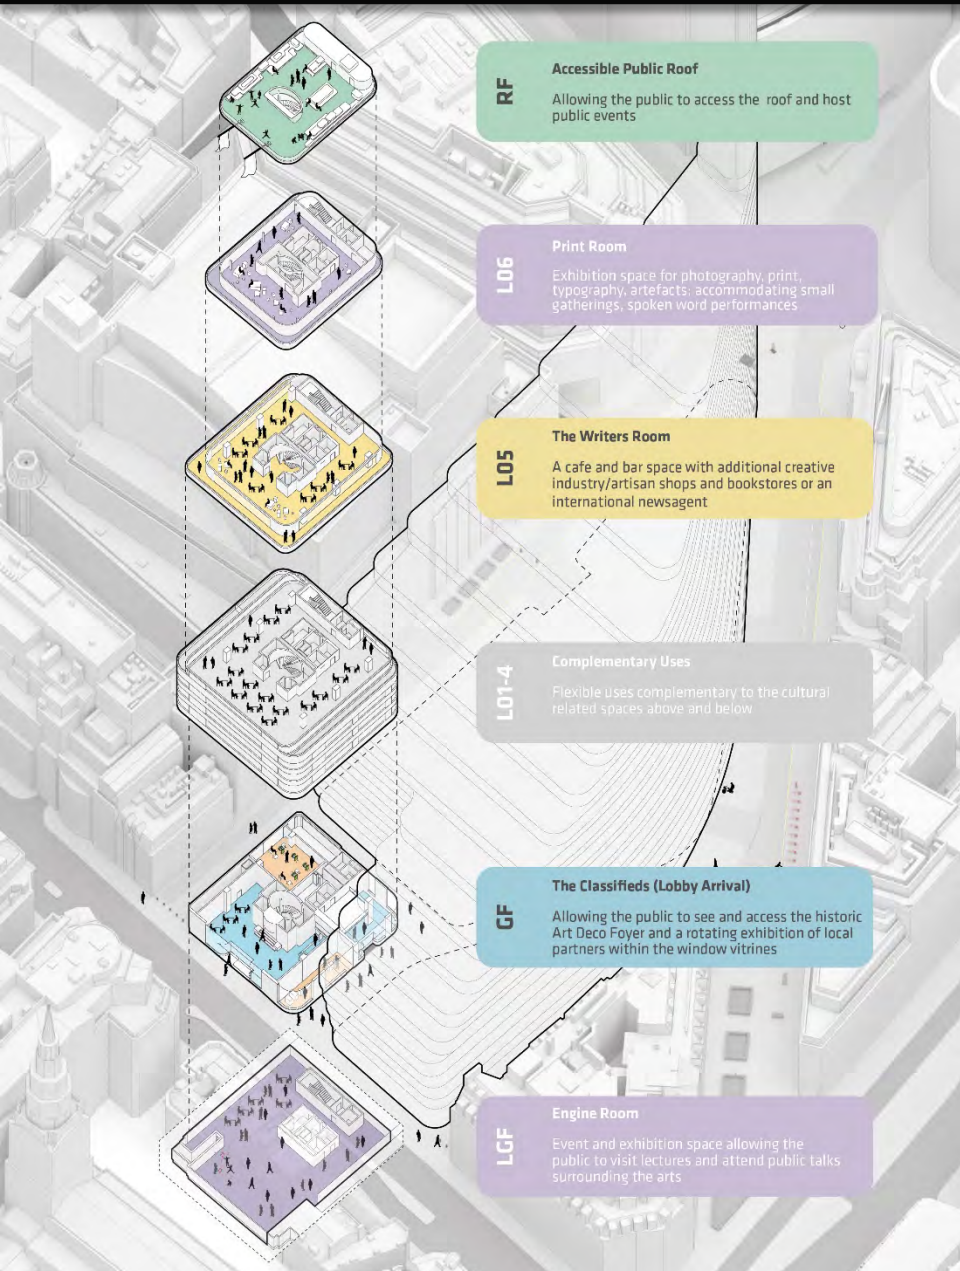 RF
Accessible Public Roof
Allowing the public to access the roof and host
public events
L06
Print Room
Exhibition space for photography, print,
typography, artefacts; accommodating small
gatherings, spoken word performances
L05
The Writers Room
A cafe and bar space with additional creative
industry/artisan shops and bookstores or an
international newsagent
L01-4
Complementary Uses
Flexible uses complementary to the cultural
related spaces above and below
GF
The Classifieds (Lobby Arrival)
Allowing the public to see and access the historic
Art Deco Foyer and a rotating exhibition of local
partners within the window vitrines
LGF
Engine Room
Event and exhibition space allowing the
public to visit lectures and attend public talks
surrounding the arts